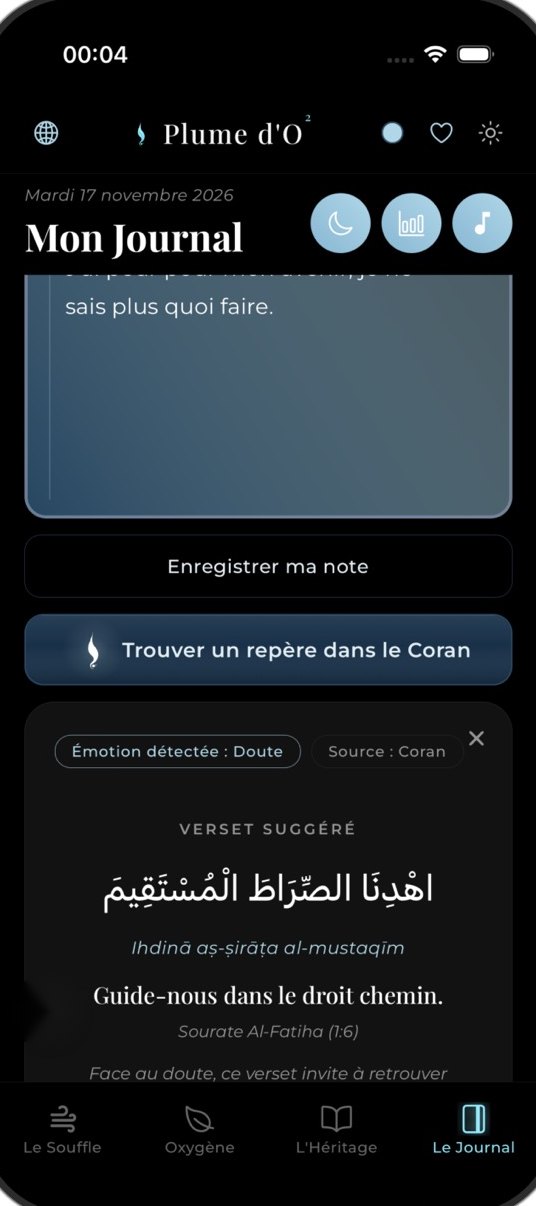 00:04
Plume d'O²
Mardi 17 novembre 2026
Mon Journal
sais plus quoi faire.
Enregistrer ma note
Trouver un repère dans le Coran
Émotion détectée : Doute
Source : Coran
VERSET SUGGÉRÉ
اهْدِنَا الصِّرَاطَ الْمُسْتَقِيمَ
Ihdinā aṣ-ṣirāṭa al-mustaqīm
Guide-nous dans le droit chemin.
Sourate Al-Fatiha (1:6)
Face au doute, ce verset invite à retrouver
Le Souffle
Oxygène
L'Héritage
Le Journal